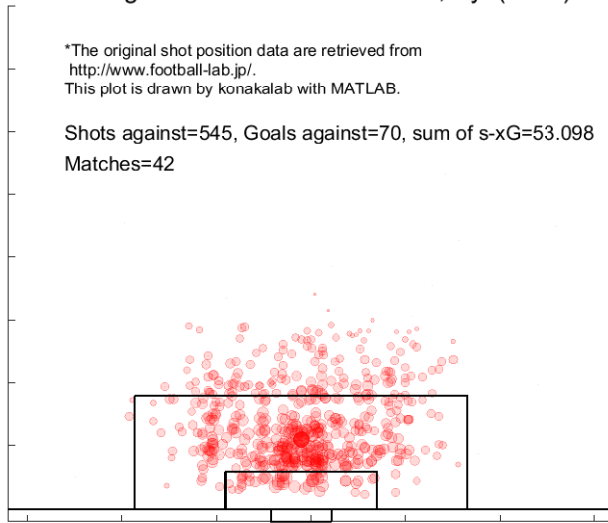 *The original shot position data are retrieved from
http://www.football-lab.jp/.
This plot is drawn by konakalab with MATLAB.
Shots against=545, Goals against=70, sum of s-xG=53.098
Matches=42